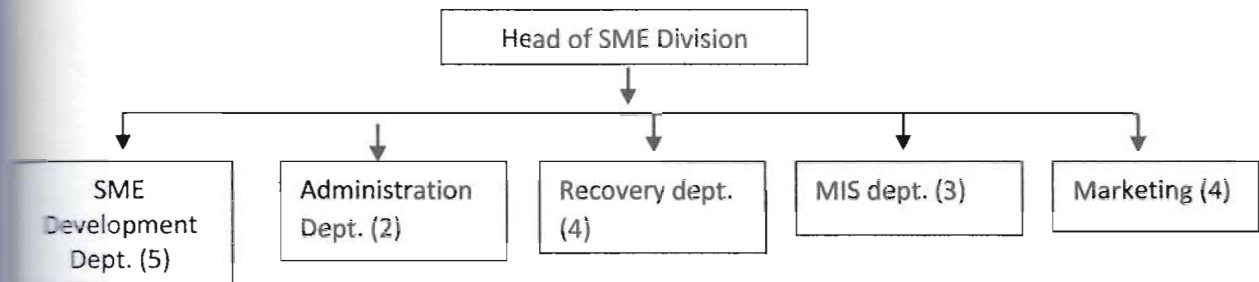 Head of SME Division
SME
Development
Dept. (5)
Administration
Dept. (2)
Recovery dept.
(4)
MIS dept. (3)
Marketing (4)